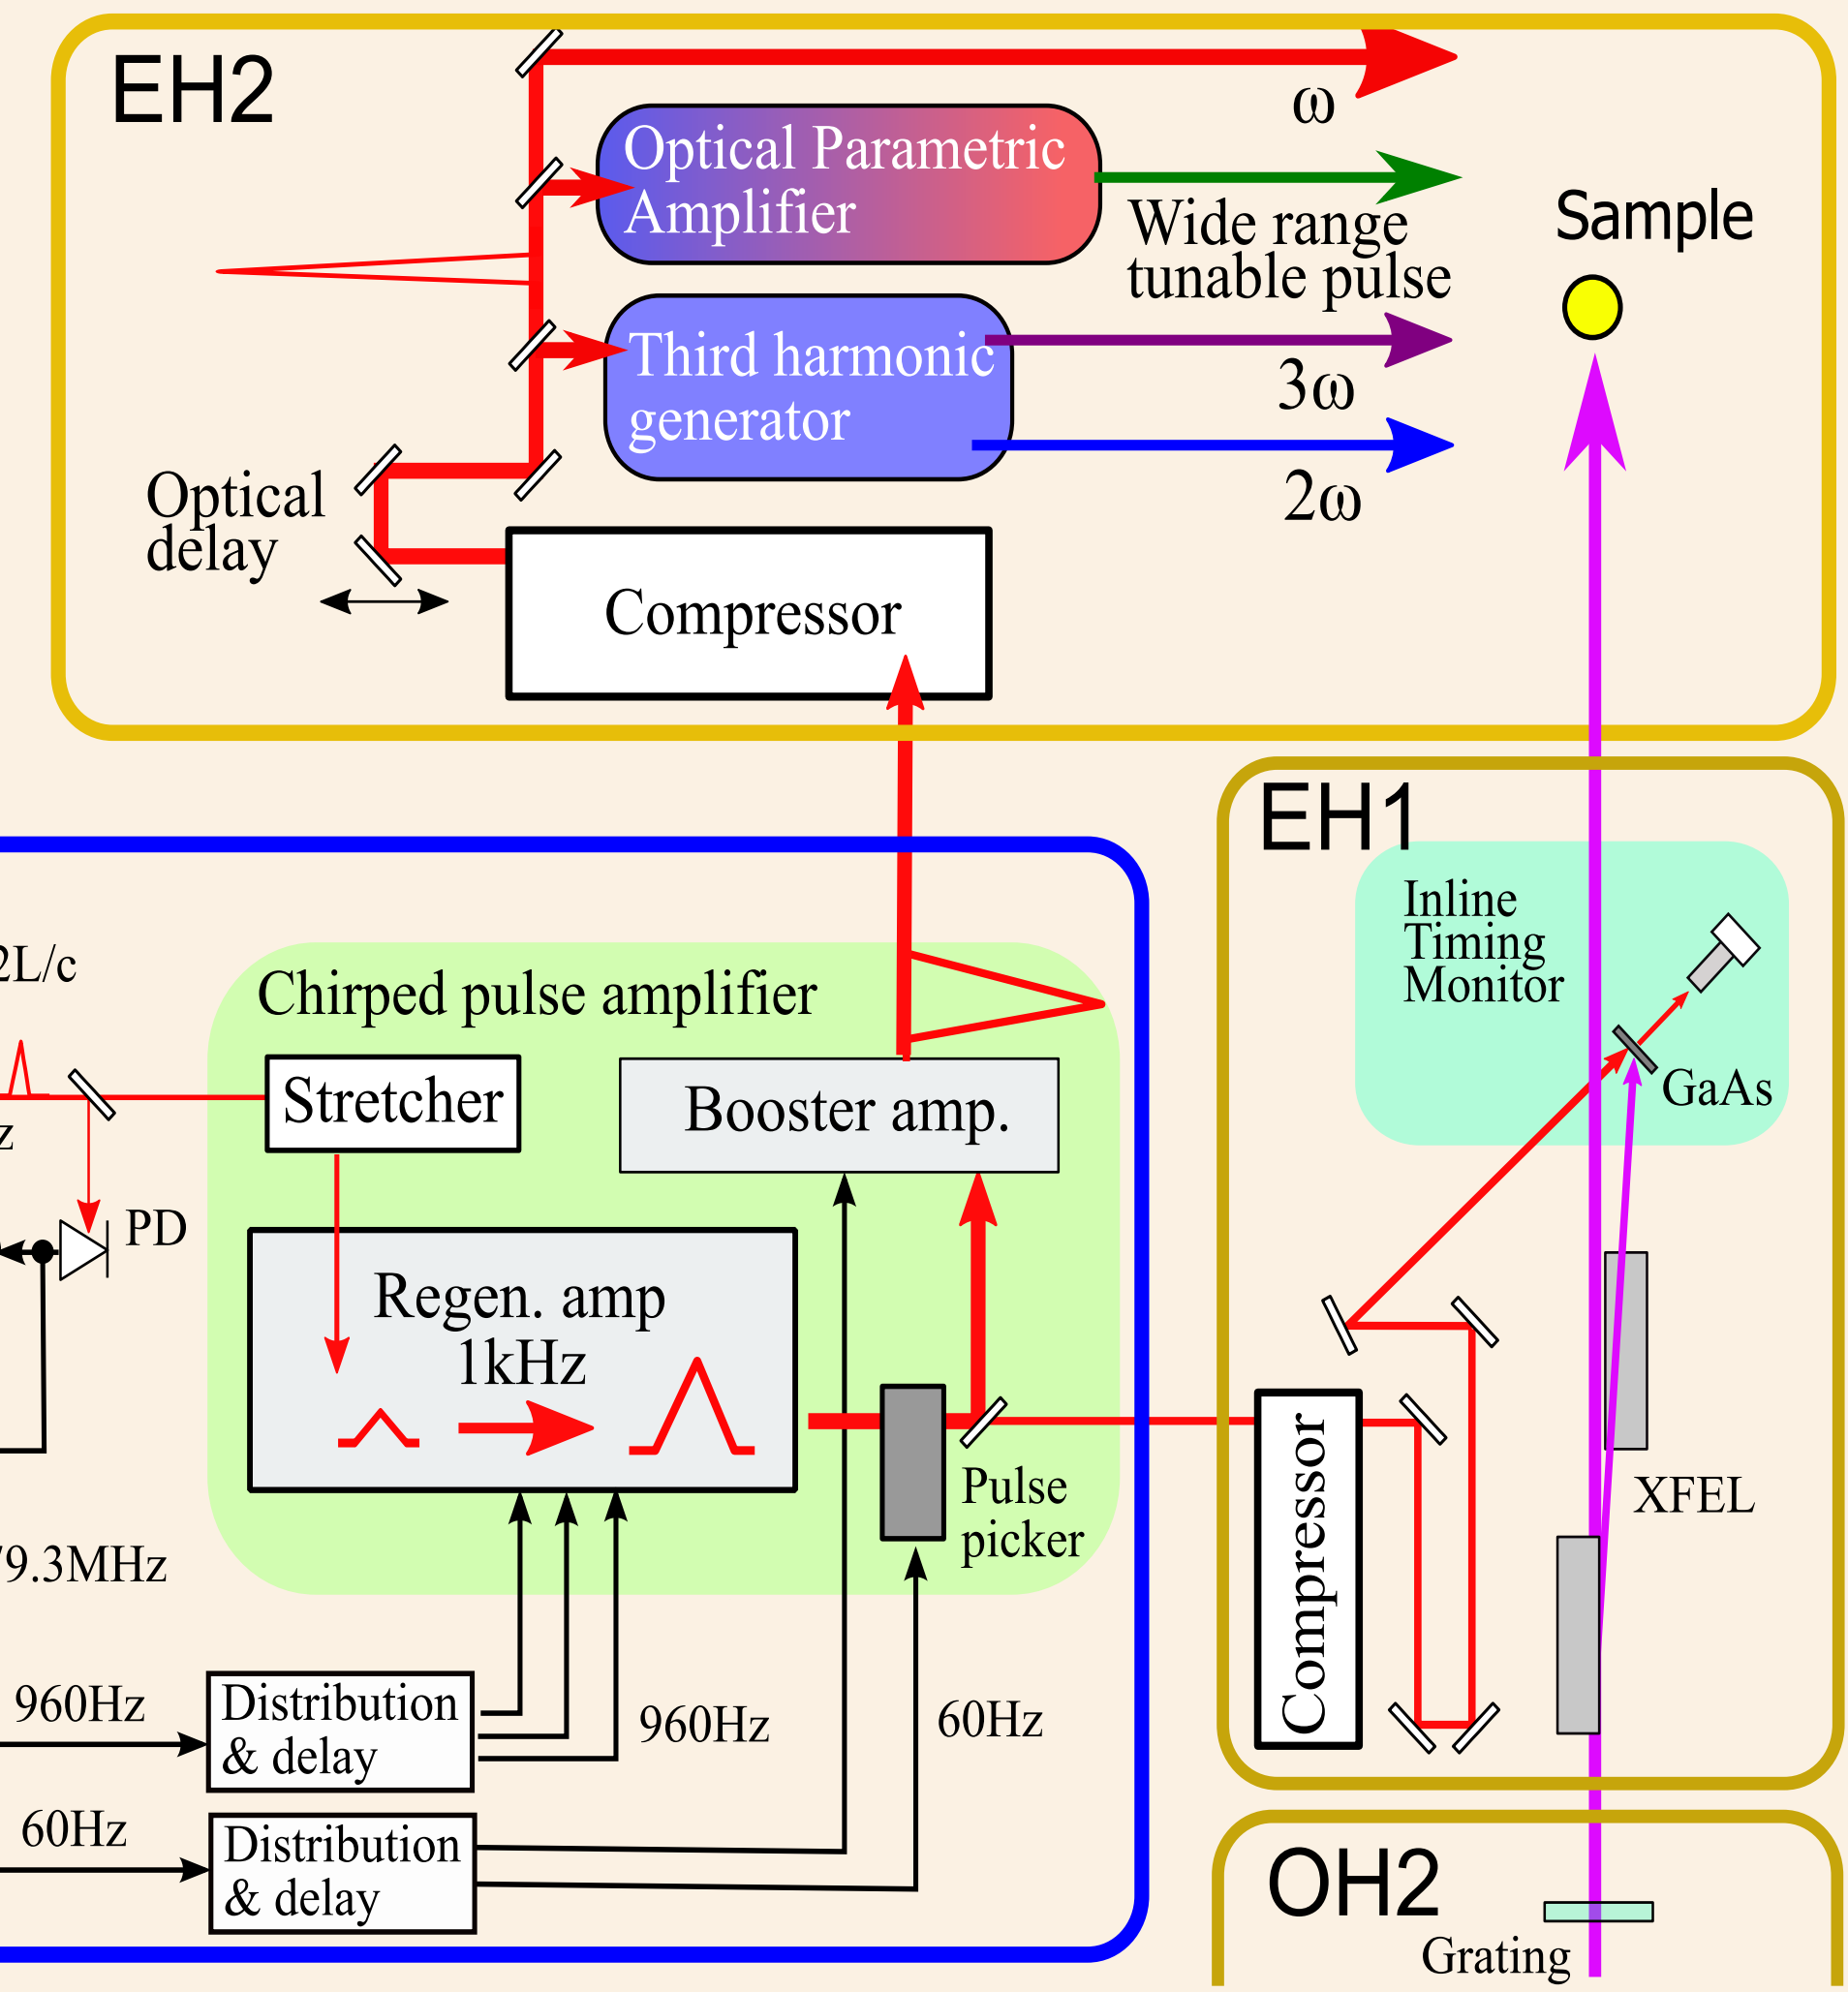 EH2
ω
Optical Parametric
Amplifier
Wide range
tunable pulse
Sample
Third harmonic
generator
3ω
2ω
Optical
delay
Compressor
EH1
Inline
Timing
Monitor
GaAs
2L/c
z
Chirped pulse amplifier
Stretcher
Booster amp.
PD
Regen. amp
1kHz
Pulse
picker
Compressor
XFEL
79.3MHz
960Hz
Distribution
& delay
960Hz
60Hz
60Hz
Distribution
& delay
OH2
Grating